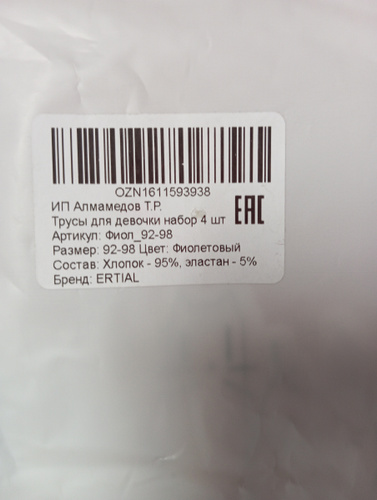 OZN1611593938
ИП Алмамедов Т.Р.
Трусы для девочки набор 4 шт
Артикул: Фиол_92-98
Размер: 92-98 Цвет: Фиолетовый
Состав: Хлопок - 95%, эластан - 5%
Бренд: ERTIAL
EAC